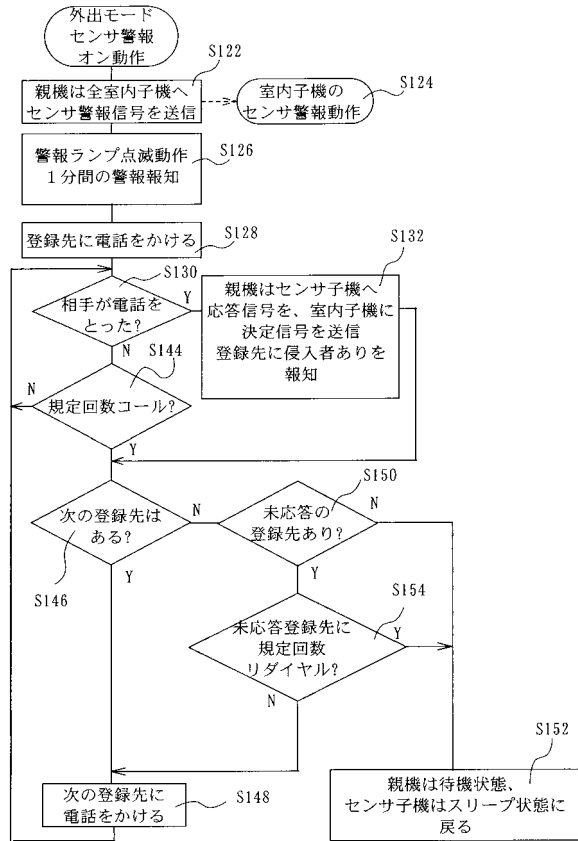 外出モード
センサ警報
オン動作
S122
親機は全室内子機へ
センサ警報信号を送信
S124
室内子機の
センサ警報動作
S126
警報ランプ点滅動作
1分間の警報報知
S128
登録先に電話をかける
S130
相手が電話を
とった?
Y
N
S132
親機はセンサ子機へ
応答信号を、室内子機に
決定信号を送信
登録先に侵入者ありを
報知
S144
規定回数コール?
N
Y
次の登録先は
ある?
N
Y
S146
S150
未応答の
登録先あり?
N
Y
S154
未応答登録先に
規定回数
リダイヤル?
Y
N
S148
次の登録先に
電話をかける
S152
親機は待機状態、
センサ子機はスリープ状態に
戻る